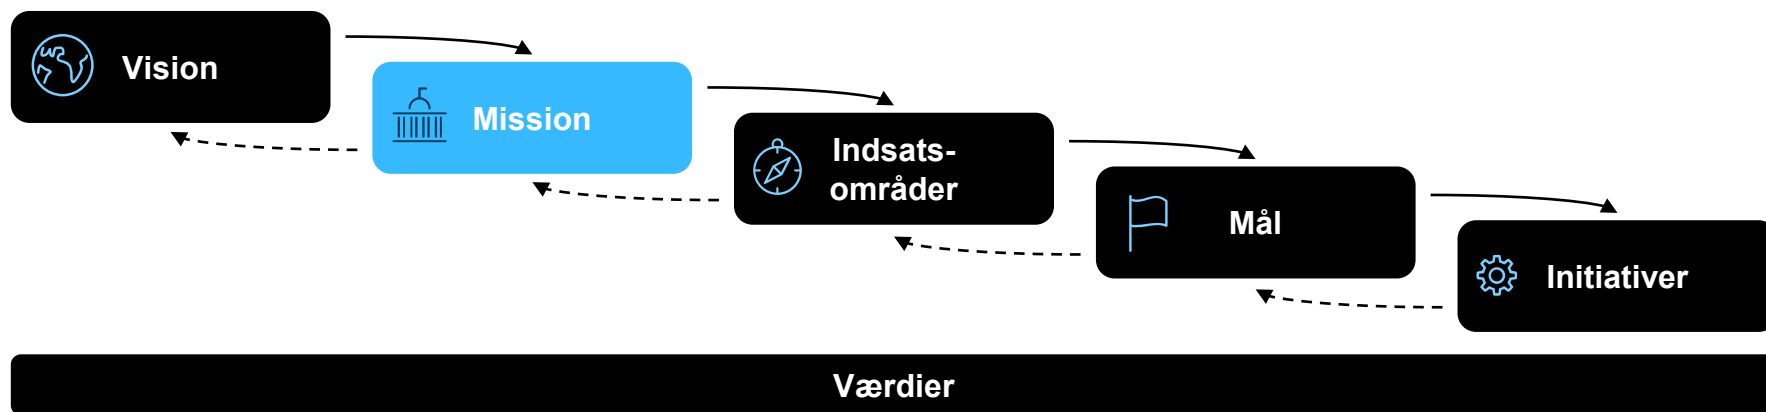 Vision
Mission
Indsats-
områder
Mål
Initiativer
Værdier